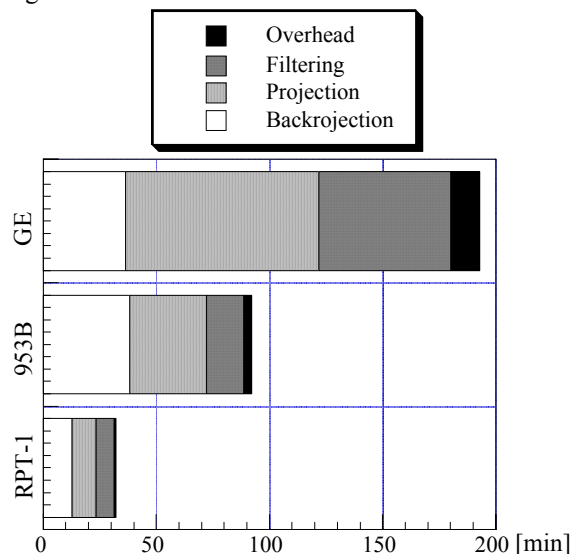 Overhead
Filtering
Projection
Backrojection
GE
953B
RPT-1
0 50 100 150 200 [min]